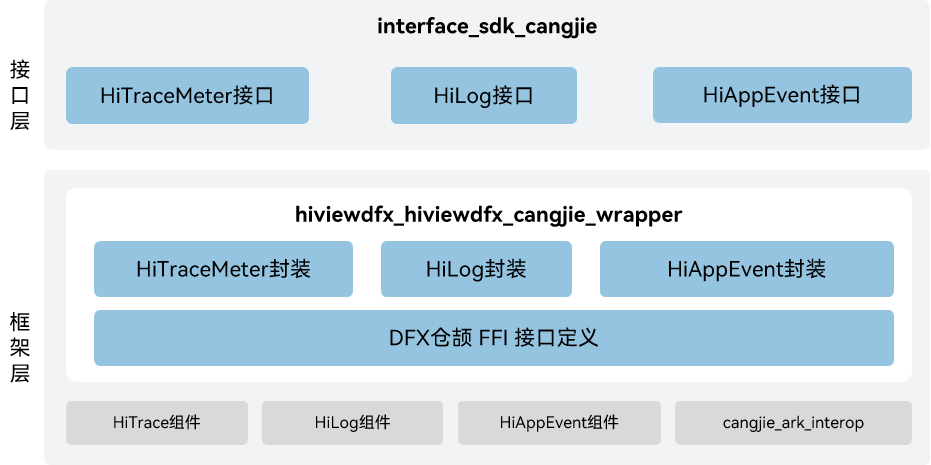 interface_sdk_cangjie
接口层
HiTraceMeter接口
HiLog接口
HiAppEvent接口
hiviewdfx_hiviewdfx_cangjie_wrapper
HiTraceMeter封装
HiLog封装
HiAppEvent封装
框架层
DFX仓颉 FFI 接口定义
HiTrace组件
HiLog组件
HiAppEvent组件
cangjie_ark_interop